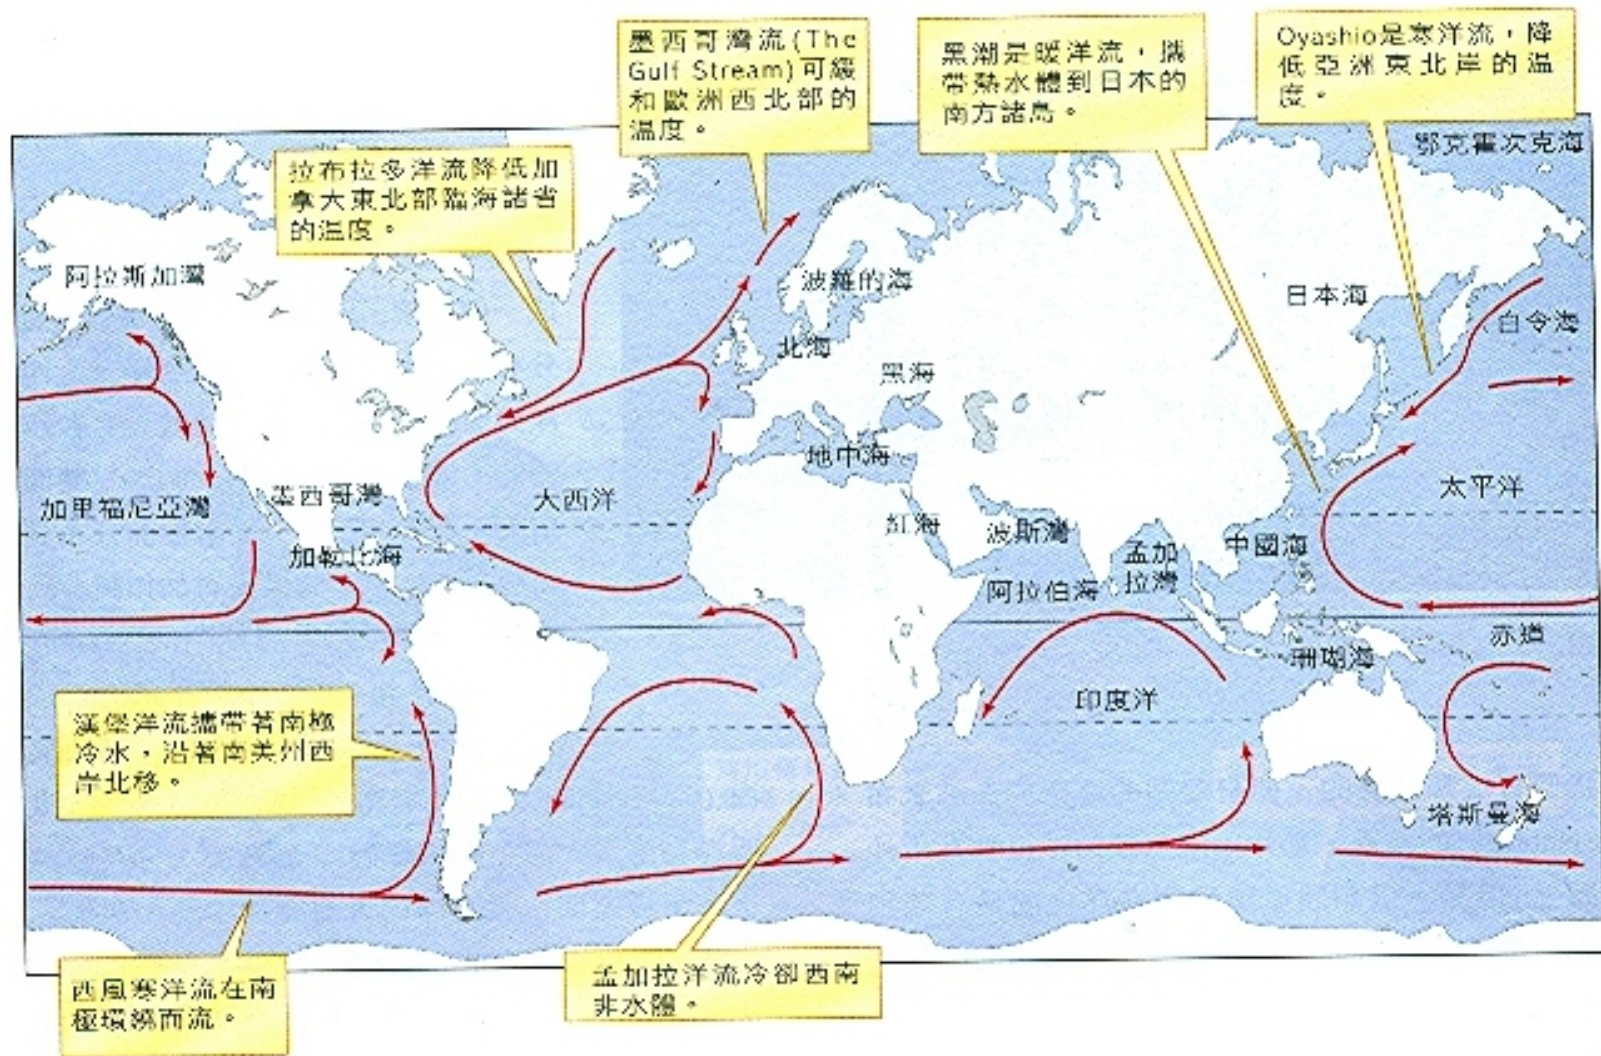 墨西哥灣流(The
Gulf Stream)可緩
和歐洲西北部的
温度。
黑潮是暖洋流，攜
帶熱水體到日本的
南方諸島。
Oyashio是寒洋流，降
低亞洲東北岸的温
度。
拉布拉多洋流降低加
拿大東北部臨海諸省
的温度。
鄂克霍次克海
阿拉斯加灣
波羅的海
日本海
白令海
北海
黑海
地中海
加里福尼亞灣
墨西哥灣
大西洋
太平洋
紅海
波斯灣
中國海
加勒比海
孟加
拉灣
阿拉伯海
赤道
珊瑚海
印度洋
漢堡洋流攜帶著南極
冷水，沿著南美州西
岸北移。
塔斯曼海
西風寒洋流在南
極環繞而流。
孟加拉洋流冷卻西南
非水體。